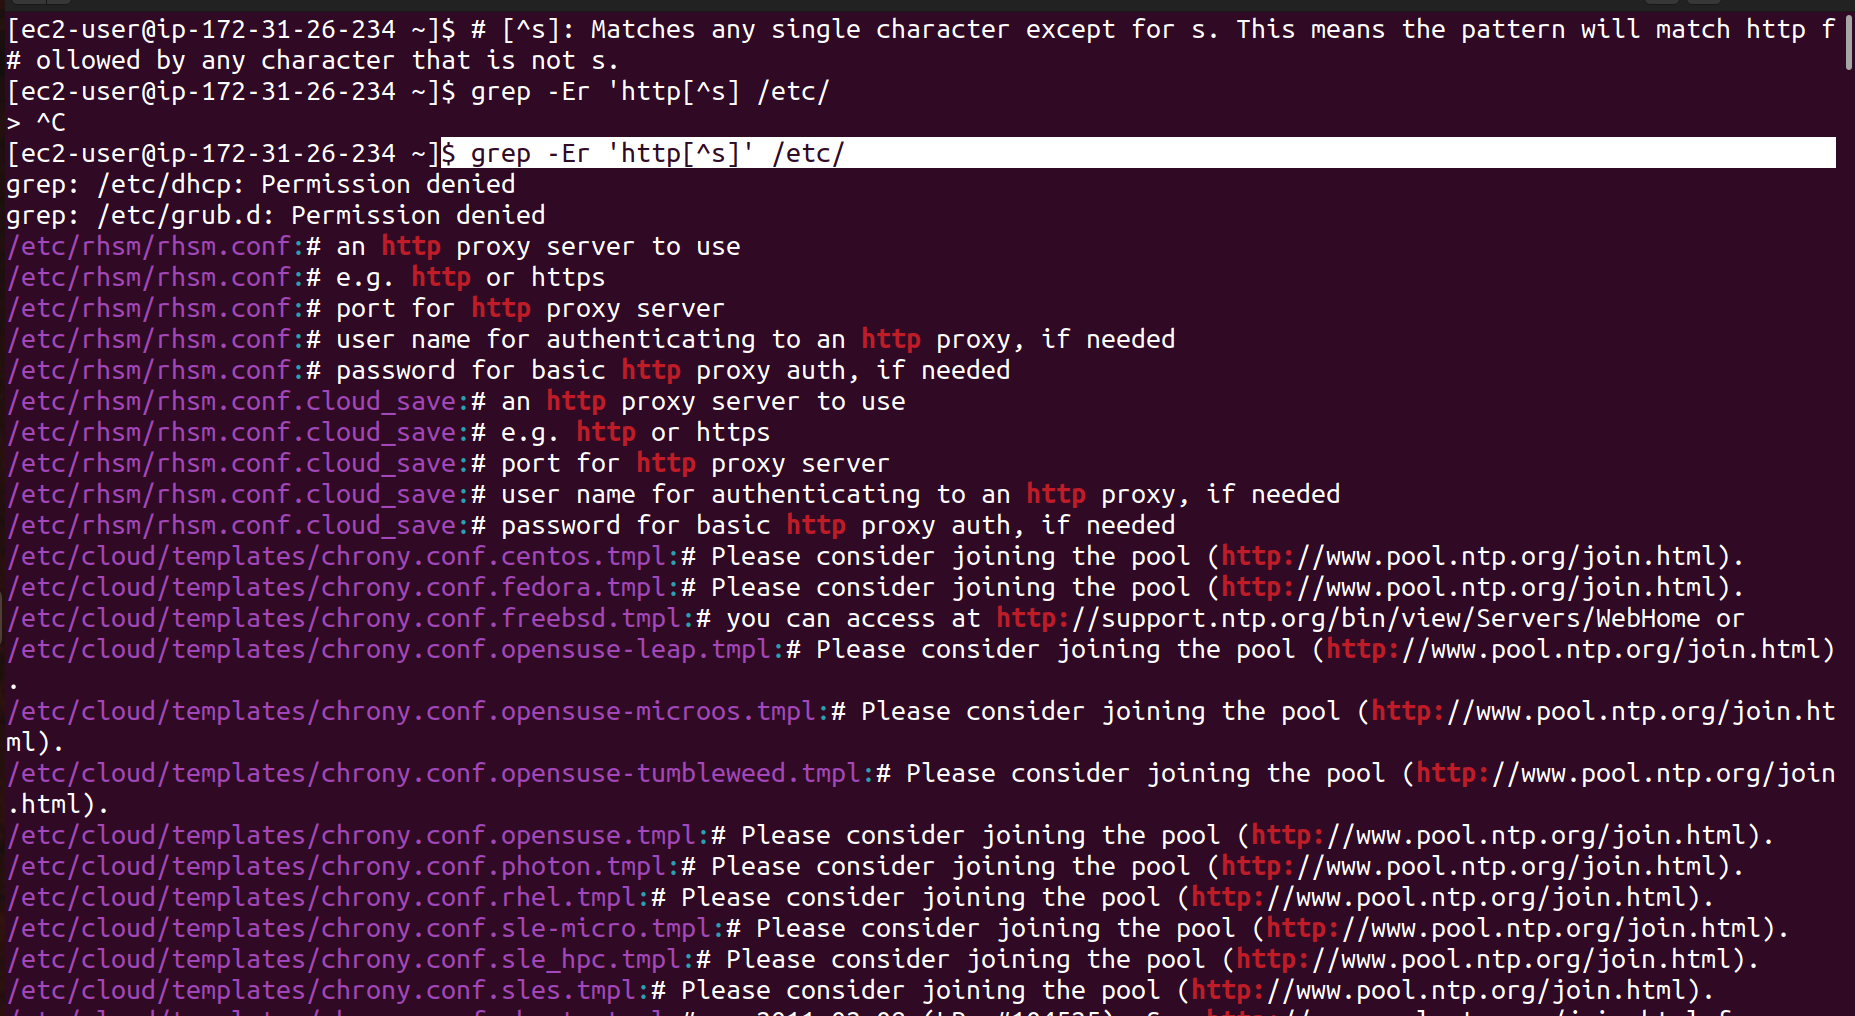 [ec2-user@ip-172-31-26-234 ~]$ # [^s]: Matches any single character except for s. This means the pattern will match http f
# ollowed by any character that is not s.
[ec2-user@ip-172-31-26-234 ~]$ grep -Er 'http[^s] /etc/
> ^C
[ec2-user@ip-172-31-26-234 ~]$ grep -Er 'http[^s]' /etc/
grep: /etc/dhcp: Permission denied
grep: /etc/grub.d: Permission denied
/etc/rhsm/rhsm.conf:# an http proxy server to use
/etc/rhsm/rhsm.conf:# e.g. http or https
/etc/rhsm/rhsm.conf:# port for http proxy server
/etc/rhsm/rhsm.conf:# user name for authenticating to an http proxy, if needed
/etc/rhsm/rhsm.conf:# password for basic http proxy auth, if needed
/etc/rhsm/rhsm.conf.cloud_save:# an http proxy server to use
/etc/rhsm/rhsm.conf.cloud_save:# e.g. http or https
/etc/rhsm/rhsm.conf.cloud_save:# port for http proxy server
/etc/rhsm/rhsm.conf.cloud_save:# user name for authenticating to an http proxy, if needed
/etc/rhsm/rhsm.conf.cloud_save:# password for basic http proxy auth, if needed
/etc/cloud/templates/chrony.conf.centos.tmpl:# Please consider joining the pool (http://www.pool.ntp.org/join.html).
/etc/cloud/templates/chrony.conf.fedora.tmpl:# Please consider joining the pool (http://www.pool.ntp.org/join.html).
/etc/cloud/templates/chrony.conf.freebsd.tmpl:# you can access at http://support.ntp.org/bin/view/Servers/WebHome or
/etc/cloud/templates/chrony.conf.opensuse-leap.tmpl:# Please consider joining the pool (http://www.pool.ntp.org/join.html)
.
/etc/cloud/templates/chrony.conf.opensuse-microos.tmpl:# Please consider joining the pool (http://www.pool.ntp.org/join.ht
ml).
/etc/cloud/templates/chrony.conf.opensuse-tumbleweed.tmpl:# Please consider joining the pool (http://www.pool.ntp.org/join
.html).
/etc/cloud/templates/chrony.conf.opensuse.tmpl:# Please consider joining the pool (http://www.pool.ntp.org/join.html).
/etc/cloud/templates/chrony.conf.photon.tmpl:# Please consider joining the pool (http://www.pool.ntp.org/join.html).
/etc/cloud/templates/chrony.conf.rhel.tmpl:# Please consider joining the pool (http://www.pool.ntp.org/join.html).
/etc/cloud/templates/chrony.conf.sle-micro.tmpl:# Please consider joining the pool (http://www.pool.ntp.org/join.html).
/etc/cloud/templates/chrony.conf.sle_hpc.tmpl:# Please consider joining the pool (http://www.pool.ntp.org/join.html).
/etc/cloud/templates/chrony.conf.sles.tmpl:# Please consider joining the pool (http://www.pool.ntp.org/join.html).